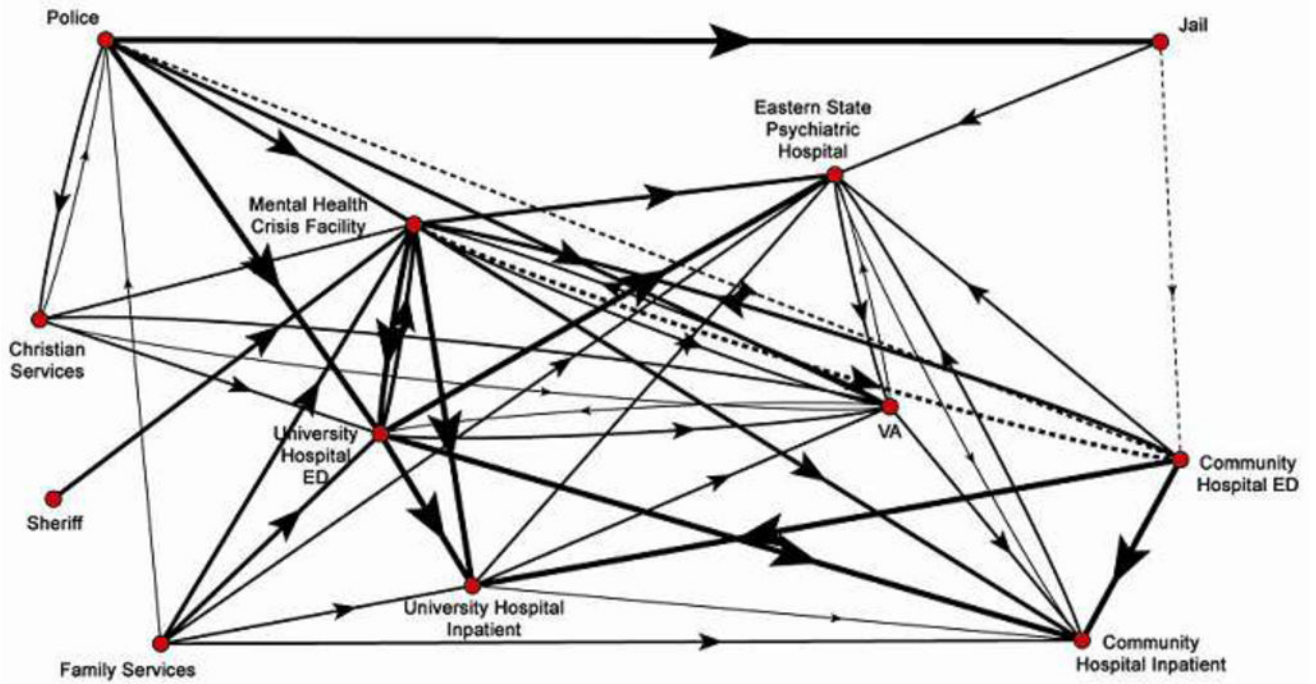 Police
Jail
Eastern State
Psychiatric
Hospital
Mental Health
Crisis Facility
Christian
Services
University
Hospital
ED
VA
Community
Hospital ED
Sheriff
University Hospital
Inpatient
Family Services
Community
Hospital Inpatient